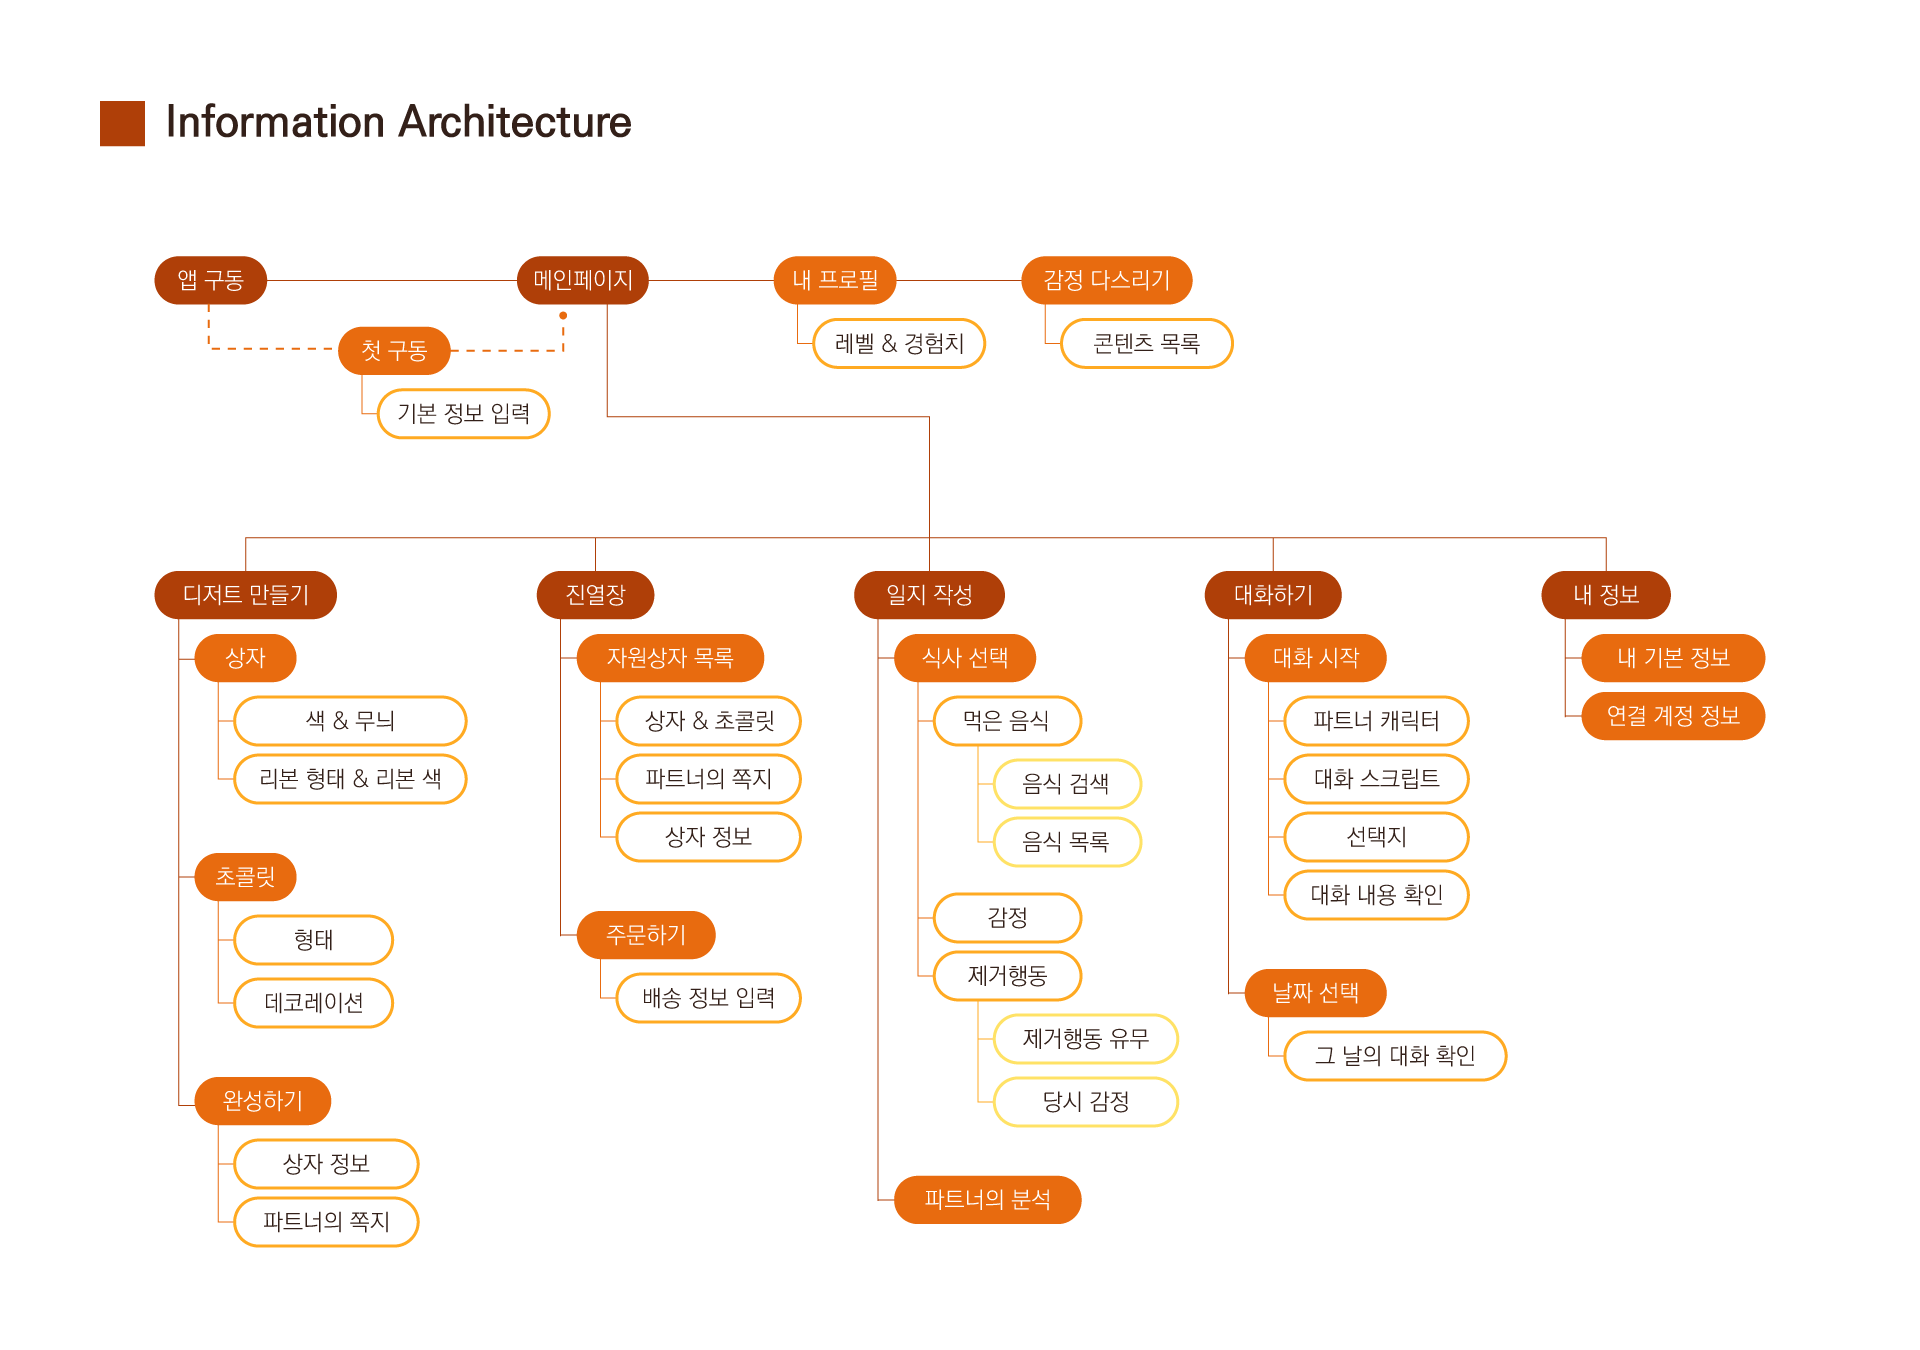 Information Architecture
앱 구동
메인페이지
내 프로필
감정 다스리기
첫 구동
레벨 & 경험치
콘텐츠 목록
기본 정보 입력
디저트 만들기
상자
색 & 무늬
리본 형태 & 리본 색
초콜릿
형태
데코레이션
완성하기
상자 정보
파트너의 쪽지
진열장
자원상자 목록
상자 & 초콜릿
파트너의 쪽지
상자 정보
주문하기
배송 정보 입력
일지 작성
식사 선택
먹은 음식
음식 검색
음식 목록
감정
제거행동
제거행동 유무
당시 감정
파트너의 분석
대화하기
대화 시작
파트너 캐릭터
대화 스크립트
선택지
대화 내용 확인
날짜 선택
그 날의 대화 확인
내 정보
내 기본 정보
연결 계정 정보